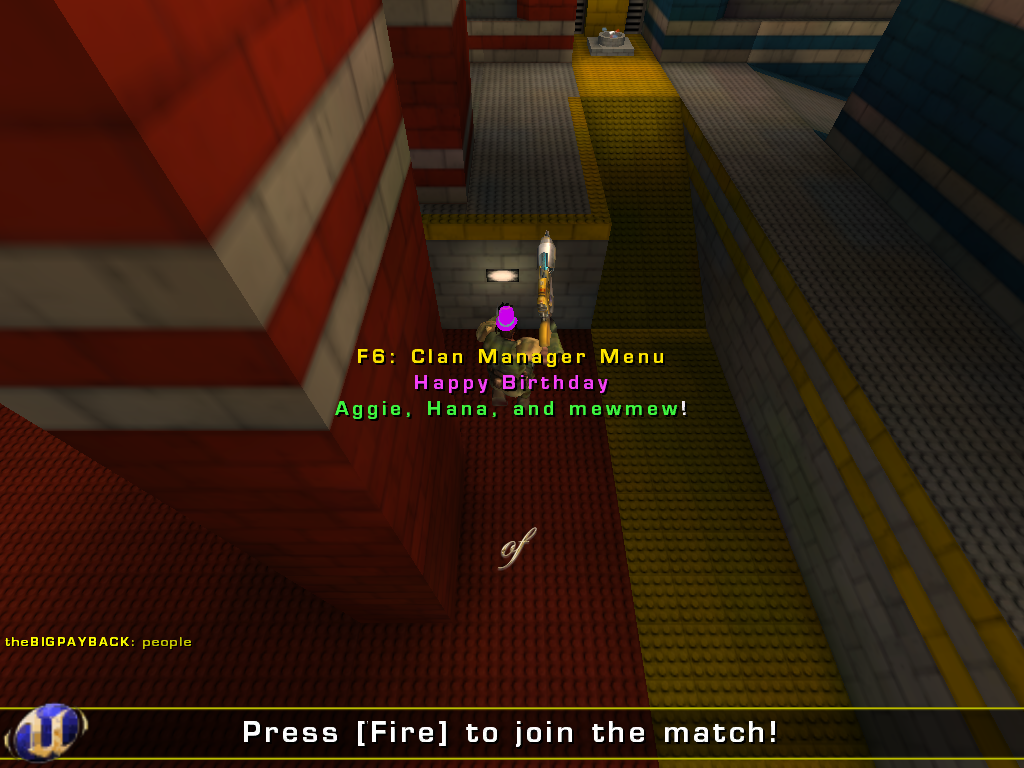 F6: Clan Manager Menu
Happy Birthday
Aggie, Hana, and mewmew!
of
theBIGPAYBACK: people
U
Press [Fire] to join the match!